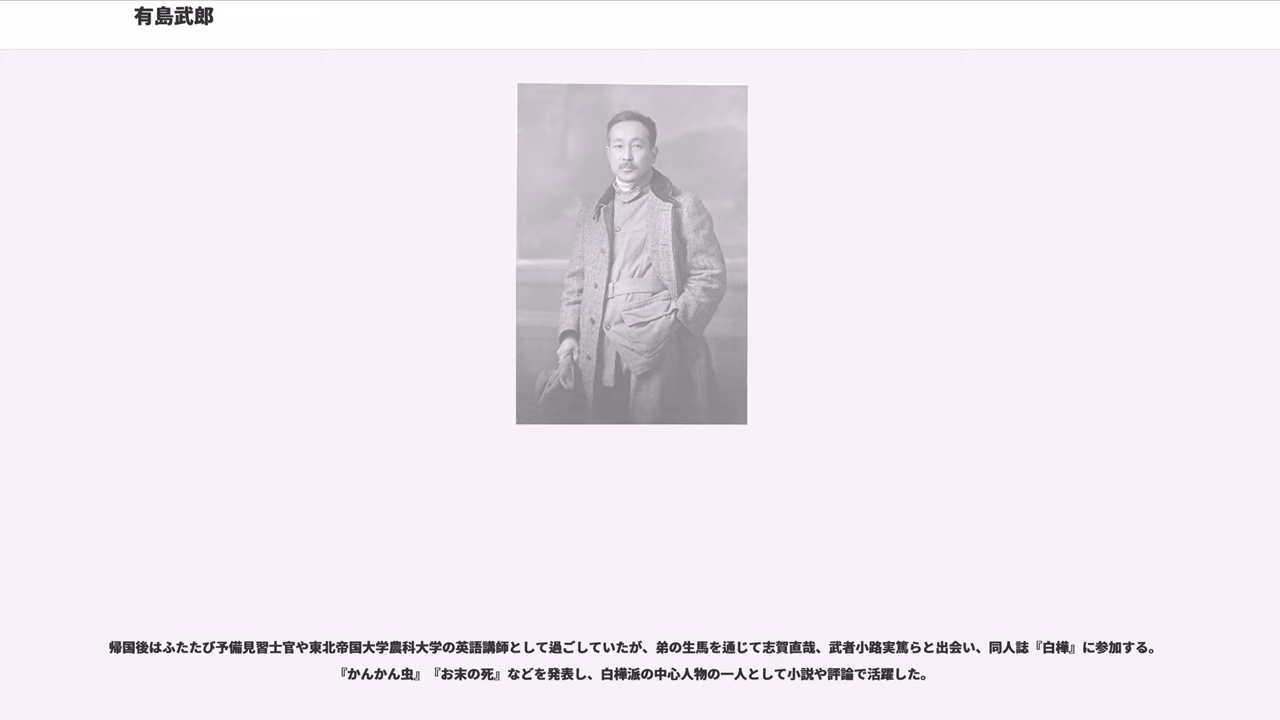 有島武郎
帰国後はふたたび予備見習士官や東北帝国大学農科大学の英語講師として過ごしていたが、弟の生馬を通じて志賀直哉、武者小路実篤らと出会い、同人誌『白樺』に参加する。
『かんかん虫』『お末の死』などを発表し、白樺派の中心人物の一人として小説や評論で活躍した。